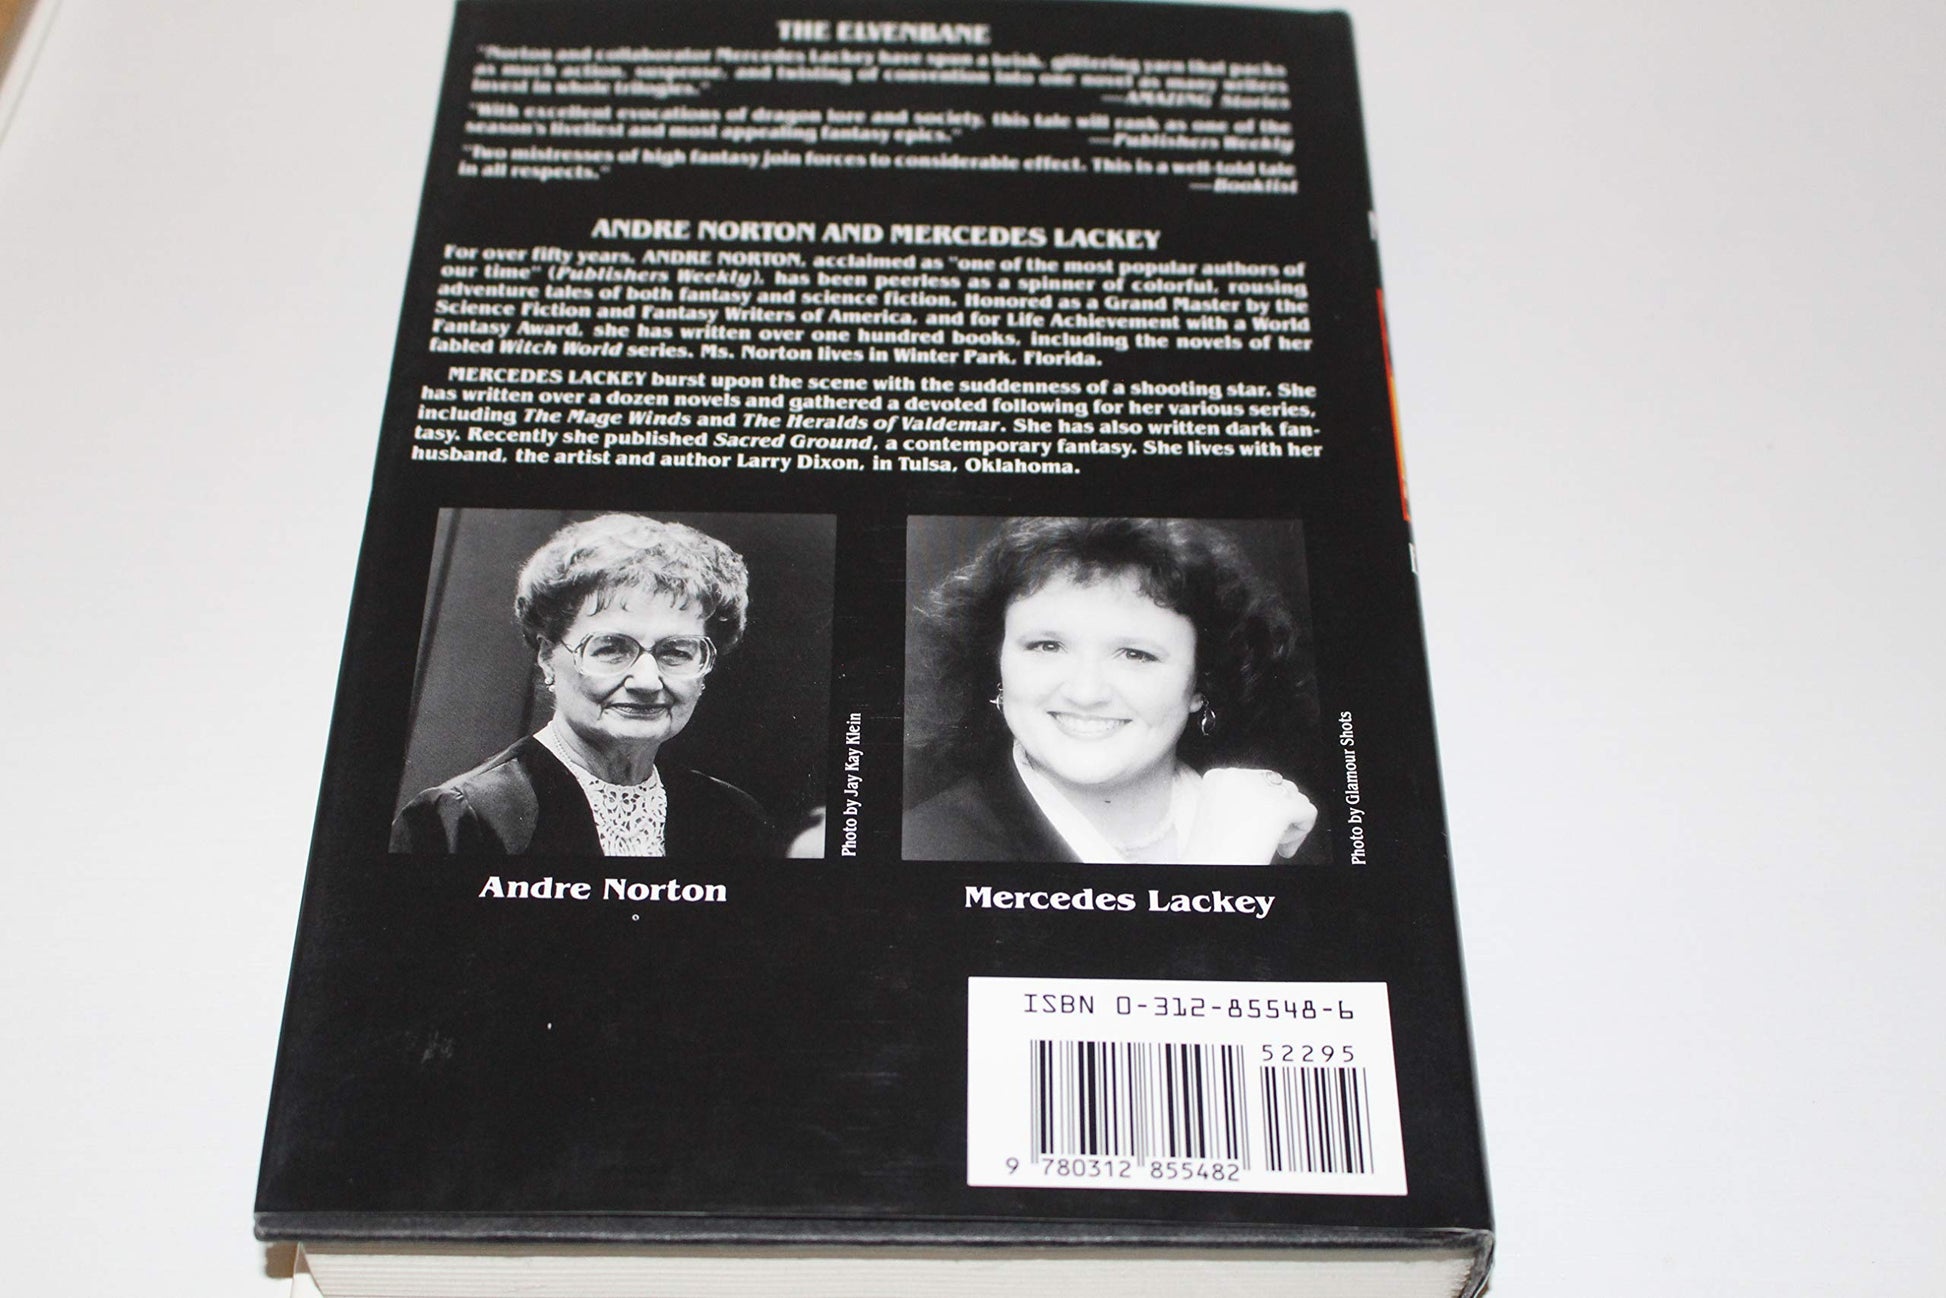 THE ELVENBANE
"Norton and collaborator Mercedes Lackey have spun a brisk, glittering yarn that packs
as much action, suspense, and twisting of convention into one novel as many writers
invest in whole trilogies."
—AMAZING Stories
"With excellent evocations of dragon lore and society, this tale will rank as one of the
season's liveliest and most appealing fantasy epics."
—Publishers Weekly
"Two mistresses of high fantasy join forces to considerable effect. This is a well-told tale
in all respects."
—Booklist
ANDRE NORTON AND MERCEDES LACKEY
For over fifty years, ANDRE NORTON, acclaimed as "one of the most popular authors of
our time" (Publishers Weekly), has been peerless as a spinner of colorful, rousing
adventure tales of both fantasy and science fiction. Honored as a Grand Master by the
Science Fiction and Fantasy Writers of America, and for Life Achievement with a World
Fantasy Award, she has written over one hundred books, including the novels of her
fabled Witch World series. Ms. Norton lives in Winter Park, Florida.
MERCEDES LACKEY burst upon the scene with the suddenness of a shooting star. She
has written over a dozen novels and gathered a devoted following for her various series,
including The Mage Winds and The Heralds of Valdemar. She has also written dark fan-
tasy. Recently she published Sacred Ground, a contemporary fantasy. She lives with her
husband, the artist and author Larry Dixon, in Tulsa, Oklahoma.
Photo by Jay Kay Klein
Photo by Glamour Shots
Andre Norton
Mercedes Lackey
ISBN 0-312-85548-6
52295
9 780312 855482